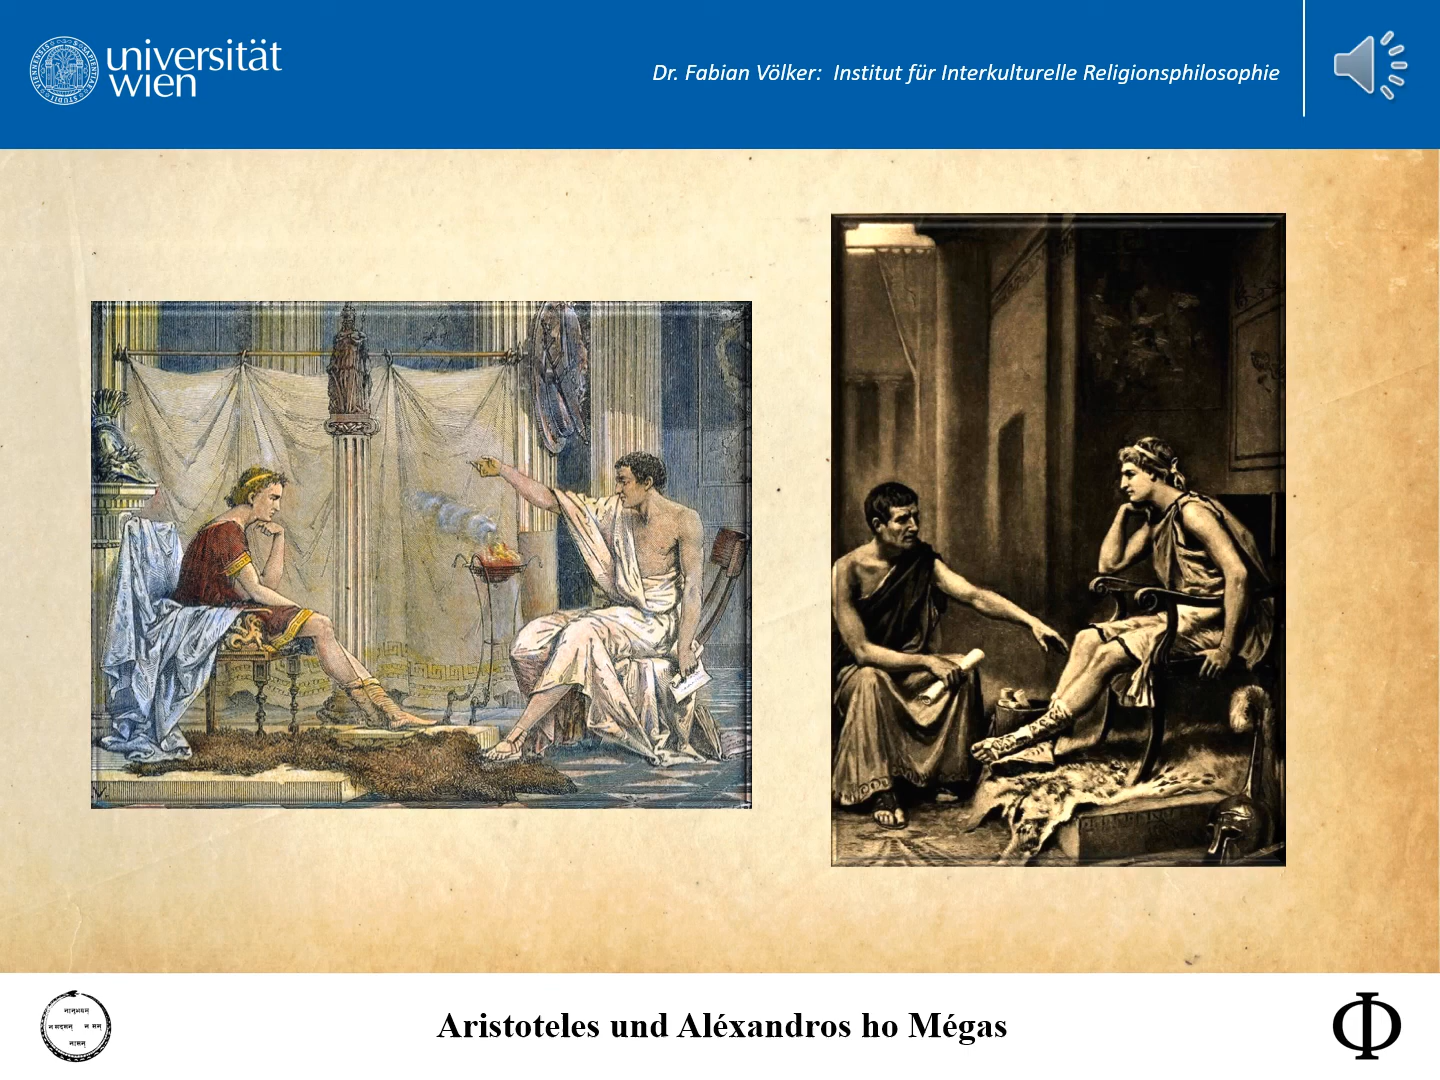 universität
wien
Dr. Fabian Völker:  Institut für Interkulturelle Religionsphilosophie
Aristoteles und Aléxandros ho Mégas
Φ